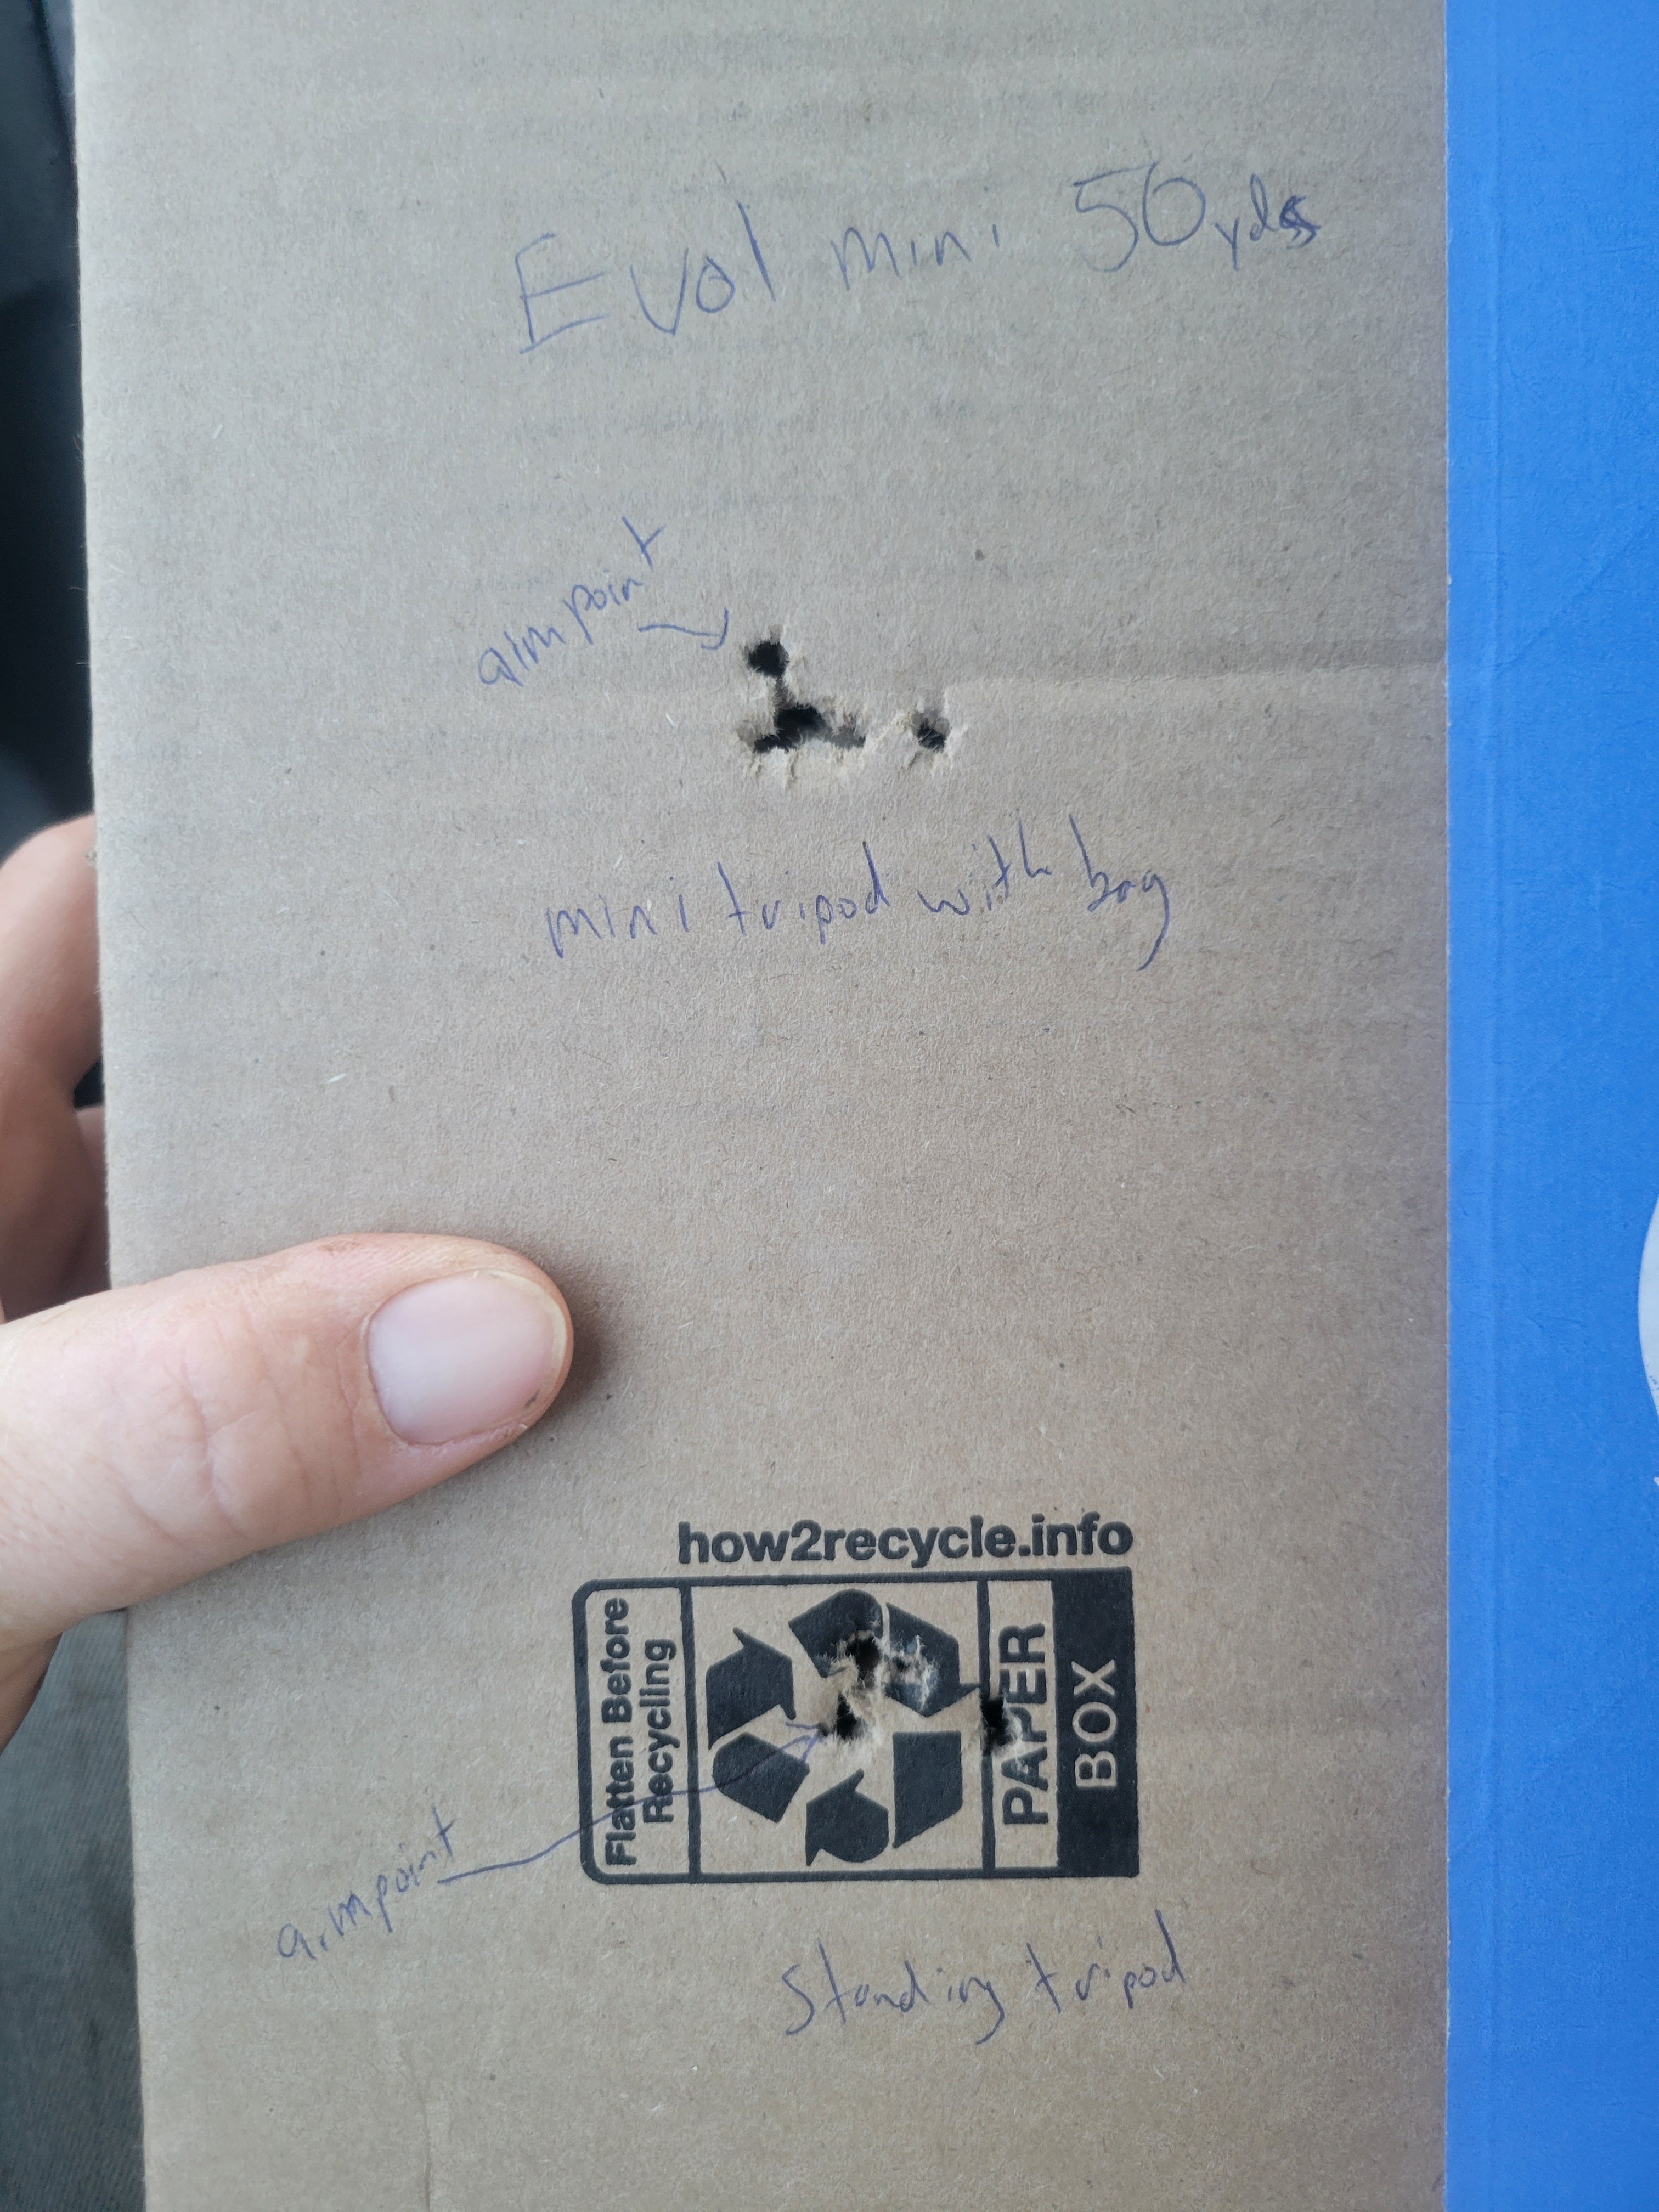 Evol mini 50yds
aimpoint
mini tripod with bag
how2recycle.info
Flatten Before
Recycling
PAPER
BOX
aimpoint
Standing tripod